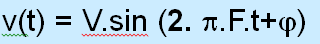 v(t) = V.sin (2. π.F.t+φ)